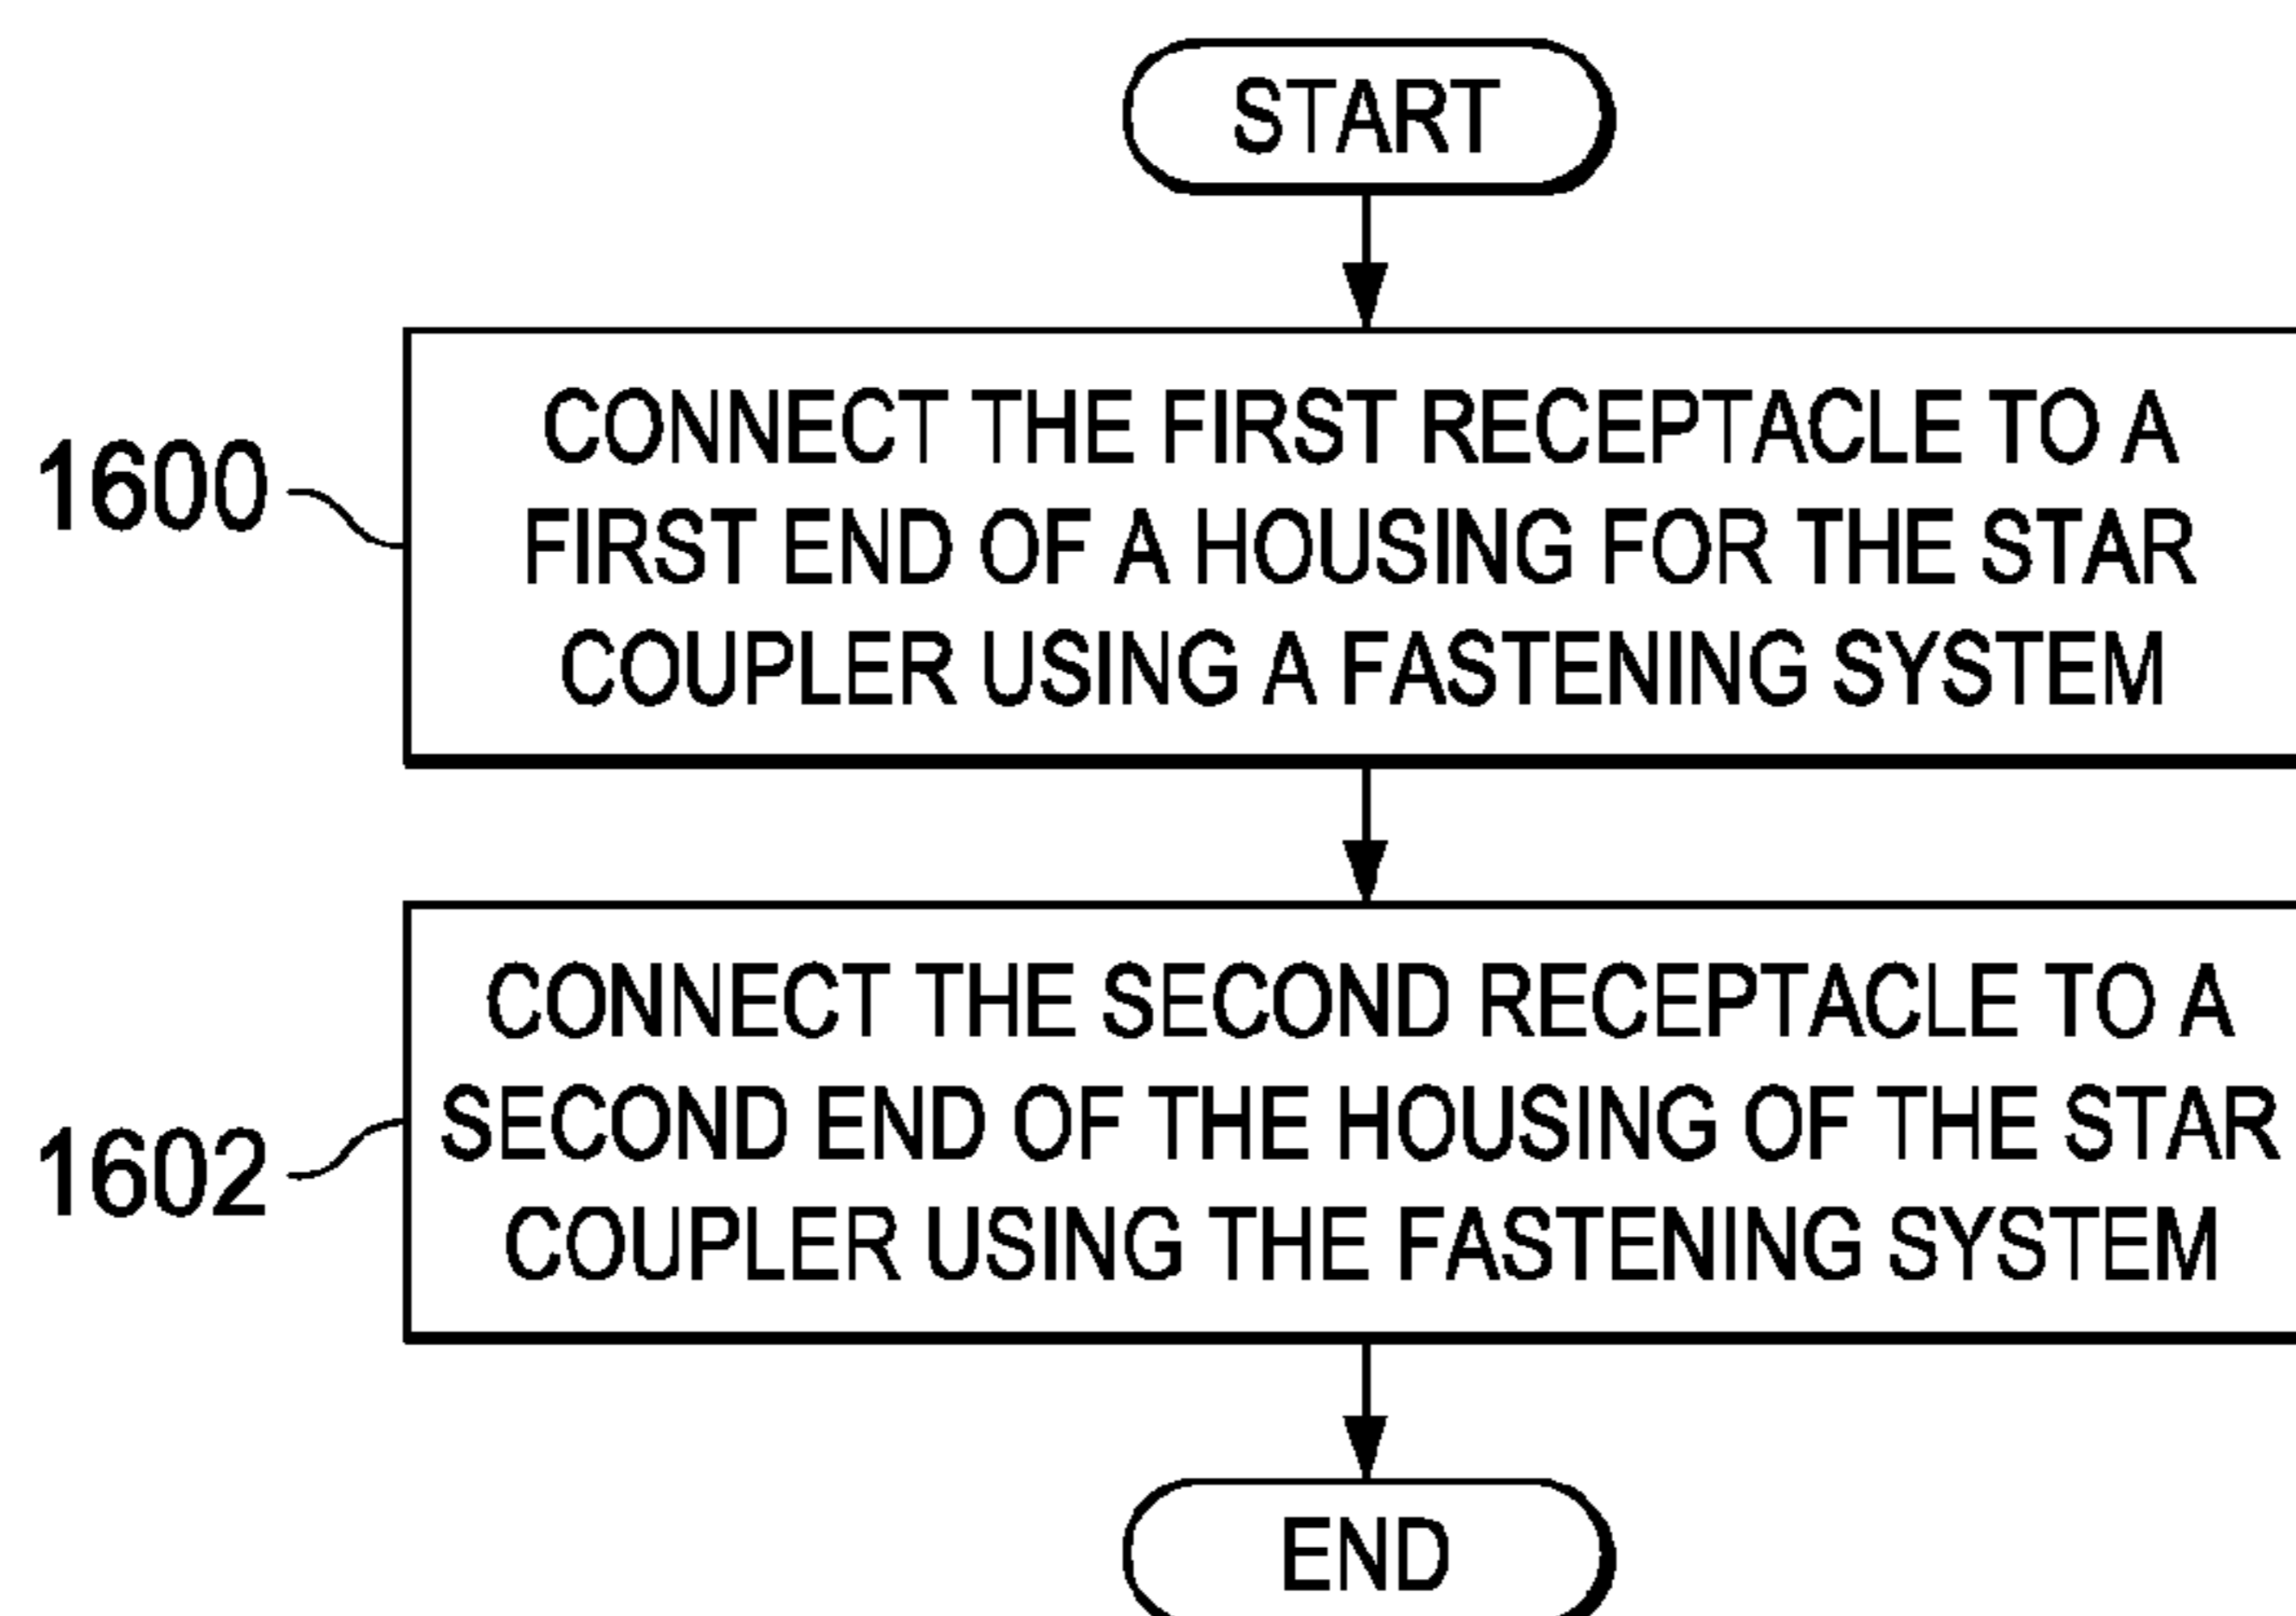 START
1600
CONNECT THE FIRST RECEPTACLE TO A
FIRST END OF A HOUSING FOR THE STAR
COUPLER USING A FASTENING SYSTEM
1602
CONNECT THE SECOND RECEPTACLE TO A
SECOND END OF THE HOUSING OF THE STAR
COUPLER USING THE FASTENING SYSTEM
END